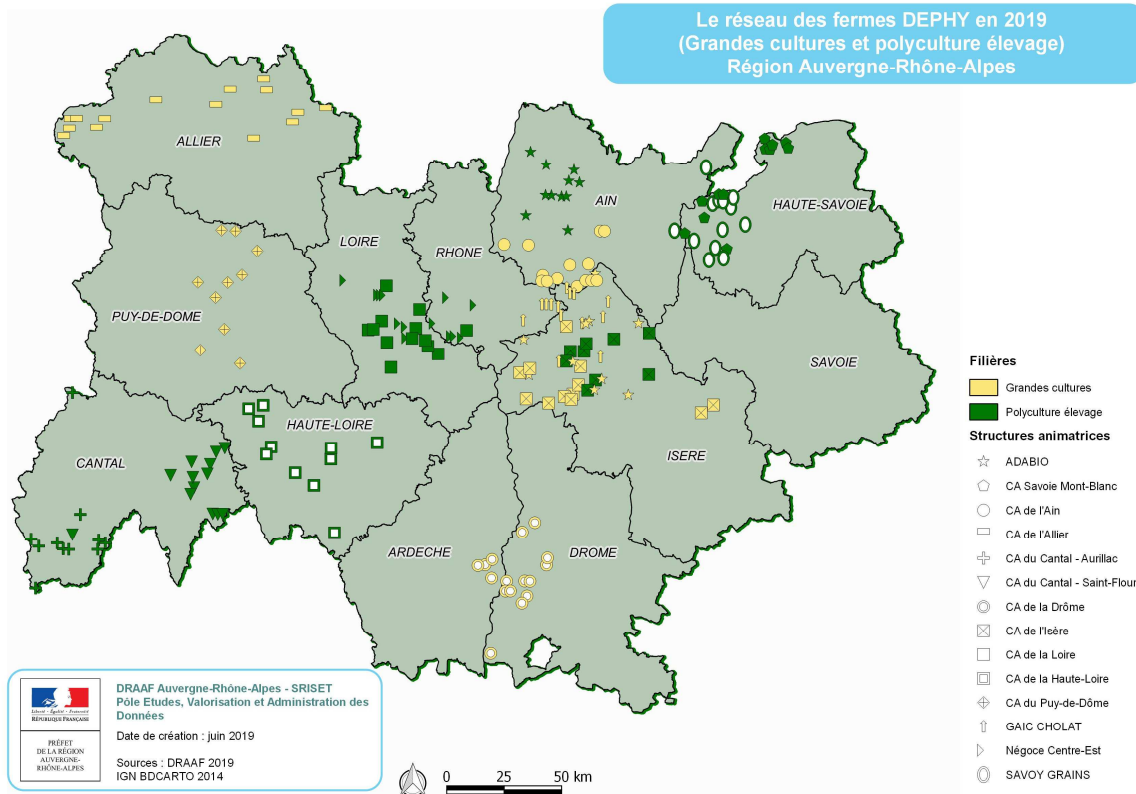 Le réseau des fermes DEPHY en 2019
(Grandes cultures et polyculture élevage)
Région Auvergne-Rhône-Alpes
ALLIER
AIN
HAUTE-SAVOIE
LOIRE
RHONE
PUY-DE-DOME
SAVOIE
HAUTE-LOIRE
CANTAL
ISERE
ARDECHE
DROME
Filières
Grandes cultures
Polyculture élevage
Structures animatrices
ADABIO
CA Savoie Mont-Blanc
CA de l'Ain
CA de l'Allier
CA du Cantal - Aurillac
CA du Cantal - Saint-Flour
CA de la Drôme
CA de l'Isère
CA de la Loire
CA de la Haute-Loire
CA du Puy-de-Dôme
GAIC CHOLAT
Négoce Centre-Est
SAVOY GRAINS
Liberté • Égalité • Fraternité
RÉPUBLIQUE FRANÇAISE
PRÉFET
DE LA RÉGION
AUVERGNE-
RHÔNE-ALPES
DRAAF Auvergne-Rhône-Alpes - SRISET
Pôle Etudes, Valorisation et Administration des
Données
Date de création : juin 2019
Sources : DRAAF 2019
IGN BDCARTO 2014
0 25 50 km